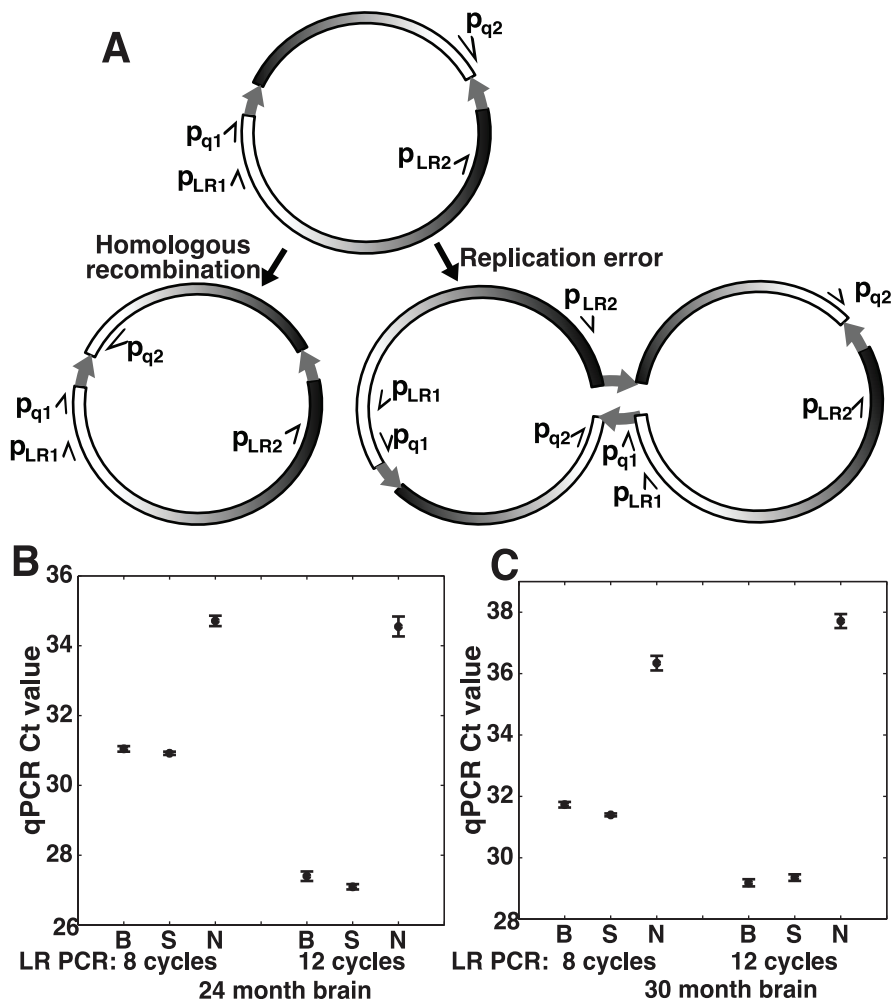 A
pq2
pq1
pLR1
pLR2
Homologous
recombination
Replication error
pq2
pq1
pLR1
pLR2
pLR2
pLR1
pq1
pq2
pq2
pLR2
pq1
pLR1
B
36
34
32
30
28
26
qPCR Ct value
B S N B S N
LR PCR: 8 cycles 12 cycles
24 month brain
C
38
36
34
32
30
28
qPCR Ct value
B S N B S N
LR PCR: 8 cycles 12 cycles
30 month brain